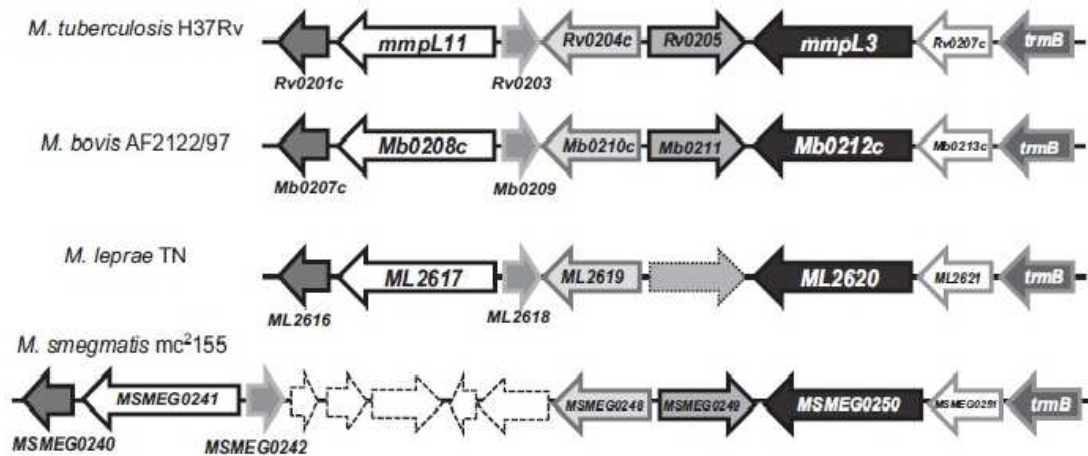 M. tuberculosis H37Rv
mmpL11 Rv0204c Rv0205 mmpL3 Rv0207c trmB
Rv0201c Rv0203
M. bovis AF2122/97
Mb0208c Mb0210c Mb0211 Mb0212c Mb0213c trmB
Mb0207c Mb0209
M. leprae TN
ML2617 ML2619 ML2620 ML2621 trmB
ML2616 ML2618
M. smegmatis mc²155
MSMEG0241 MSMEG0248 MSMEG0249 MSMEG0250 MSMEG0251 trmB
MSMEG0240 MSMEG0242